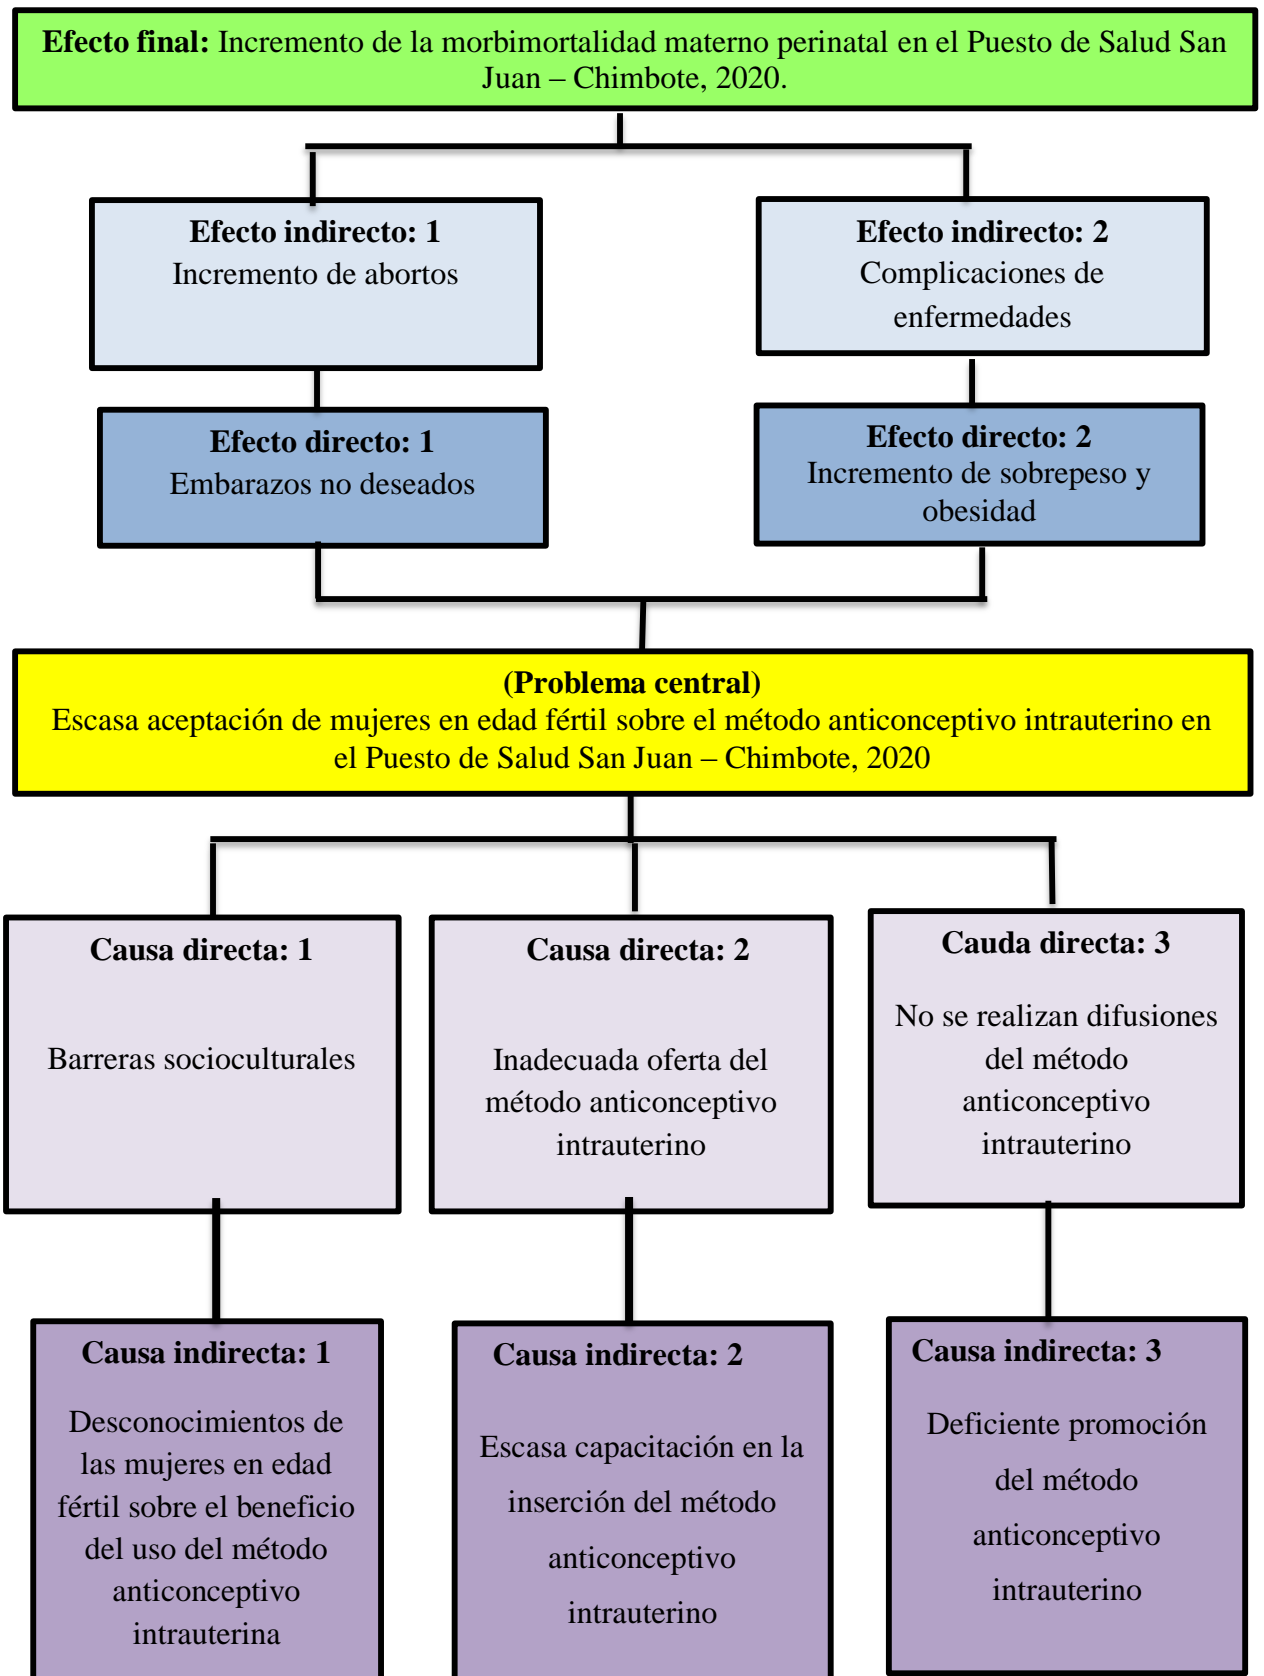 Efecto final: Incremento de la morbimortalidad materno perinatal en el Puesto de Salud San
Juan – Chimbote, 2020.
Efecto indirecto: 1
Incremento de abortos
Efecto indirecto: 2
Complicaciones de
enfermedades
Efecto directo: 1
Embarazos no deseados
Efecto directo: 2
Incremento de sobrepeso y
obesidad
(Problema central)
Escasa aceptación de mujeres en edad fértil sobre el método anticonceptivo intrauterino en
el Puesto de Salud San Juan – Chimbote, 2020
Causa directa: 1
Barreras socioculturales
Causa directa: 2
Inadecuada oferta del
método anticonceptivo
intrauterino
Cauda directa: 3
No se realizan difusiones
del método
anticonceptivo
intrauterino
Causa indirecta: 1
Desconocimientos de
las mujeres en edad
fértil sobre el beneficio
del uso del método
anticonceptivo
intrauterina
Causa indirecta: 2
Escasa capacitación en la
inserción del método
anticonceptivo
intrauterino
Causa indirecta: 3
Deficiente promoción
del método
anticonceptivo
intrauterino